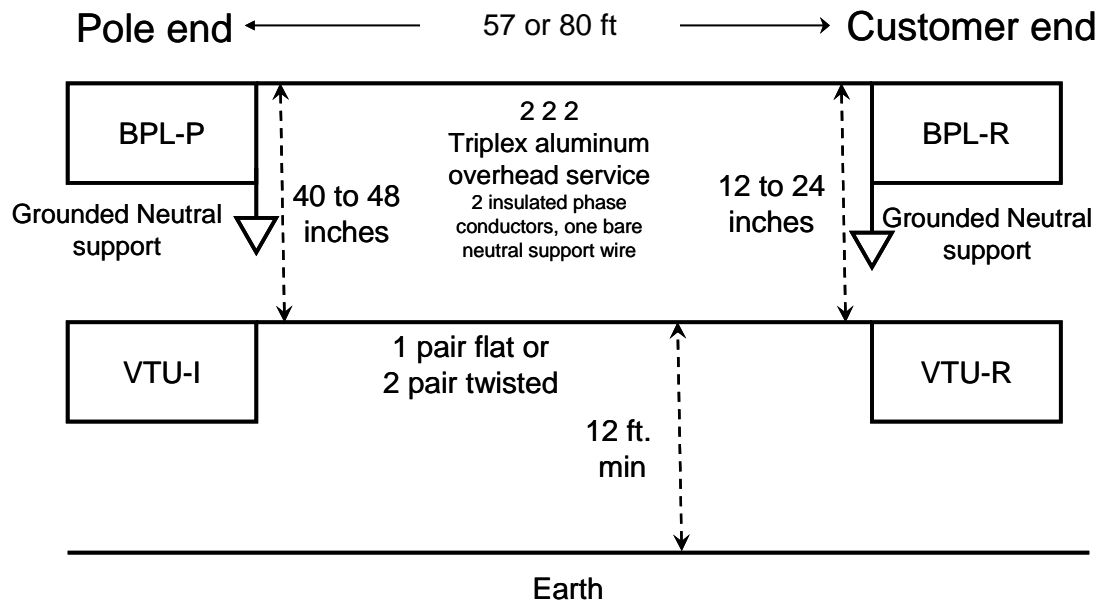 Pole end
57 or 80 ft
Customer end
BPL-P
2 2 2
Triplex aluminum
overhead service
2 insulated phase
conductors, one bare
neutral support wire
BPL-R
40 to 48
inches
12 to 24
inches
Grounded Neutral
support
Grounded Neutral
support
VTU-I
1 pair flat or
2 pair twisted
VTU-R
12 ft.
min
Earth